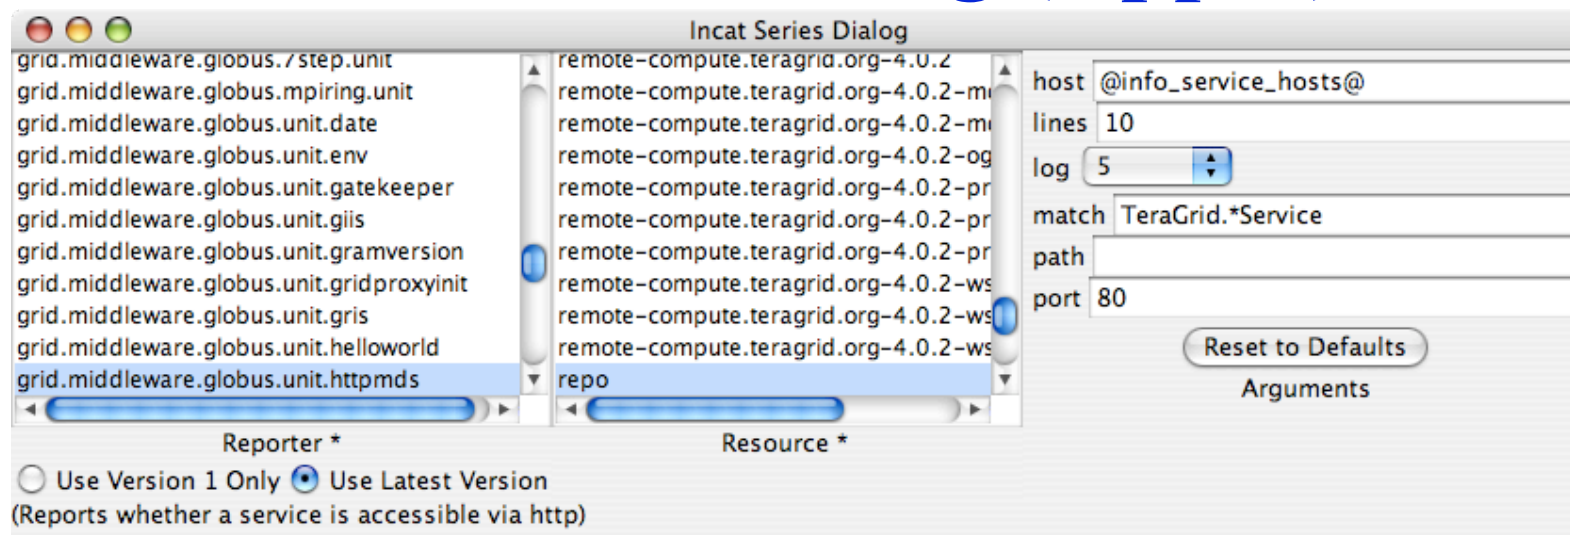 Incat Series Dialog
grid.middleware.globus.7step.unit
grid.middleware.globus.mpiring.unit
grid.middleware.globus.unit.date
grid.middleware.globus.unit.env
grid.middleware.globus.unit.gatekeeper
grid.middleware.globus.unit.giis
grid.middleware.globus.unit.gramversion
grid.middleware.globus.unit.gridproxyinit
grid.middleware.globus.unit.gris
grid.middleware.globus.unit.helloworld
grid.middleware.globus.unit.httpmds
Reporter *
remote-compute.teragrid.org-4.0.2
remote-compute.teragrid.org-4.0.2-m
remote-compute.teragrid.org-4.0.2-m
remote-compute.teragrid.org-4.0.2-og
remote-compute.teragrid.org-4.0.2-pr
remote-compute.teragrid.org-4.0.2-pr
remote-compute.teragrid.org-4.0.2-pr
remote-compute.teragrid.org-4.0.2-ws
remote-compute.teragrid.org-4.0.2-ws
remote-compute.teragrid.org-4.0.2-ws
repo
Resource *
host @info_service_hosts@
lines 10
log 5
match TeraGrid.*Service
path
port 80
Reset to Defaults
Arguments
Use Version 1 Only Use Latest Version
(Reports whether a service is accessible via http)